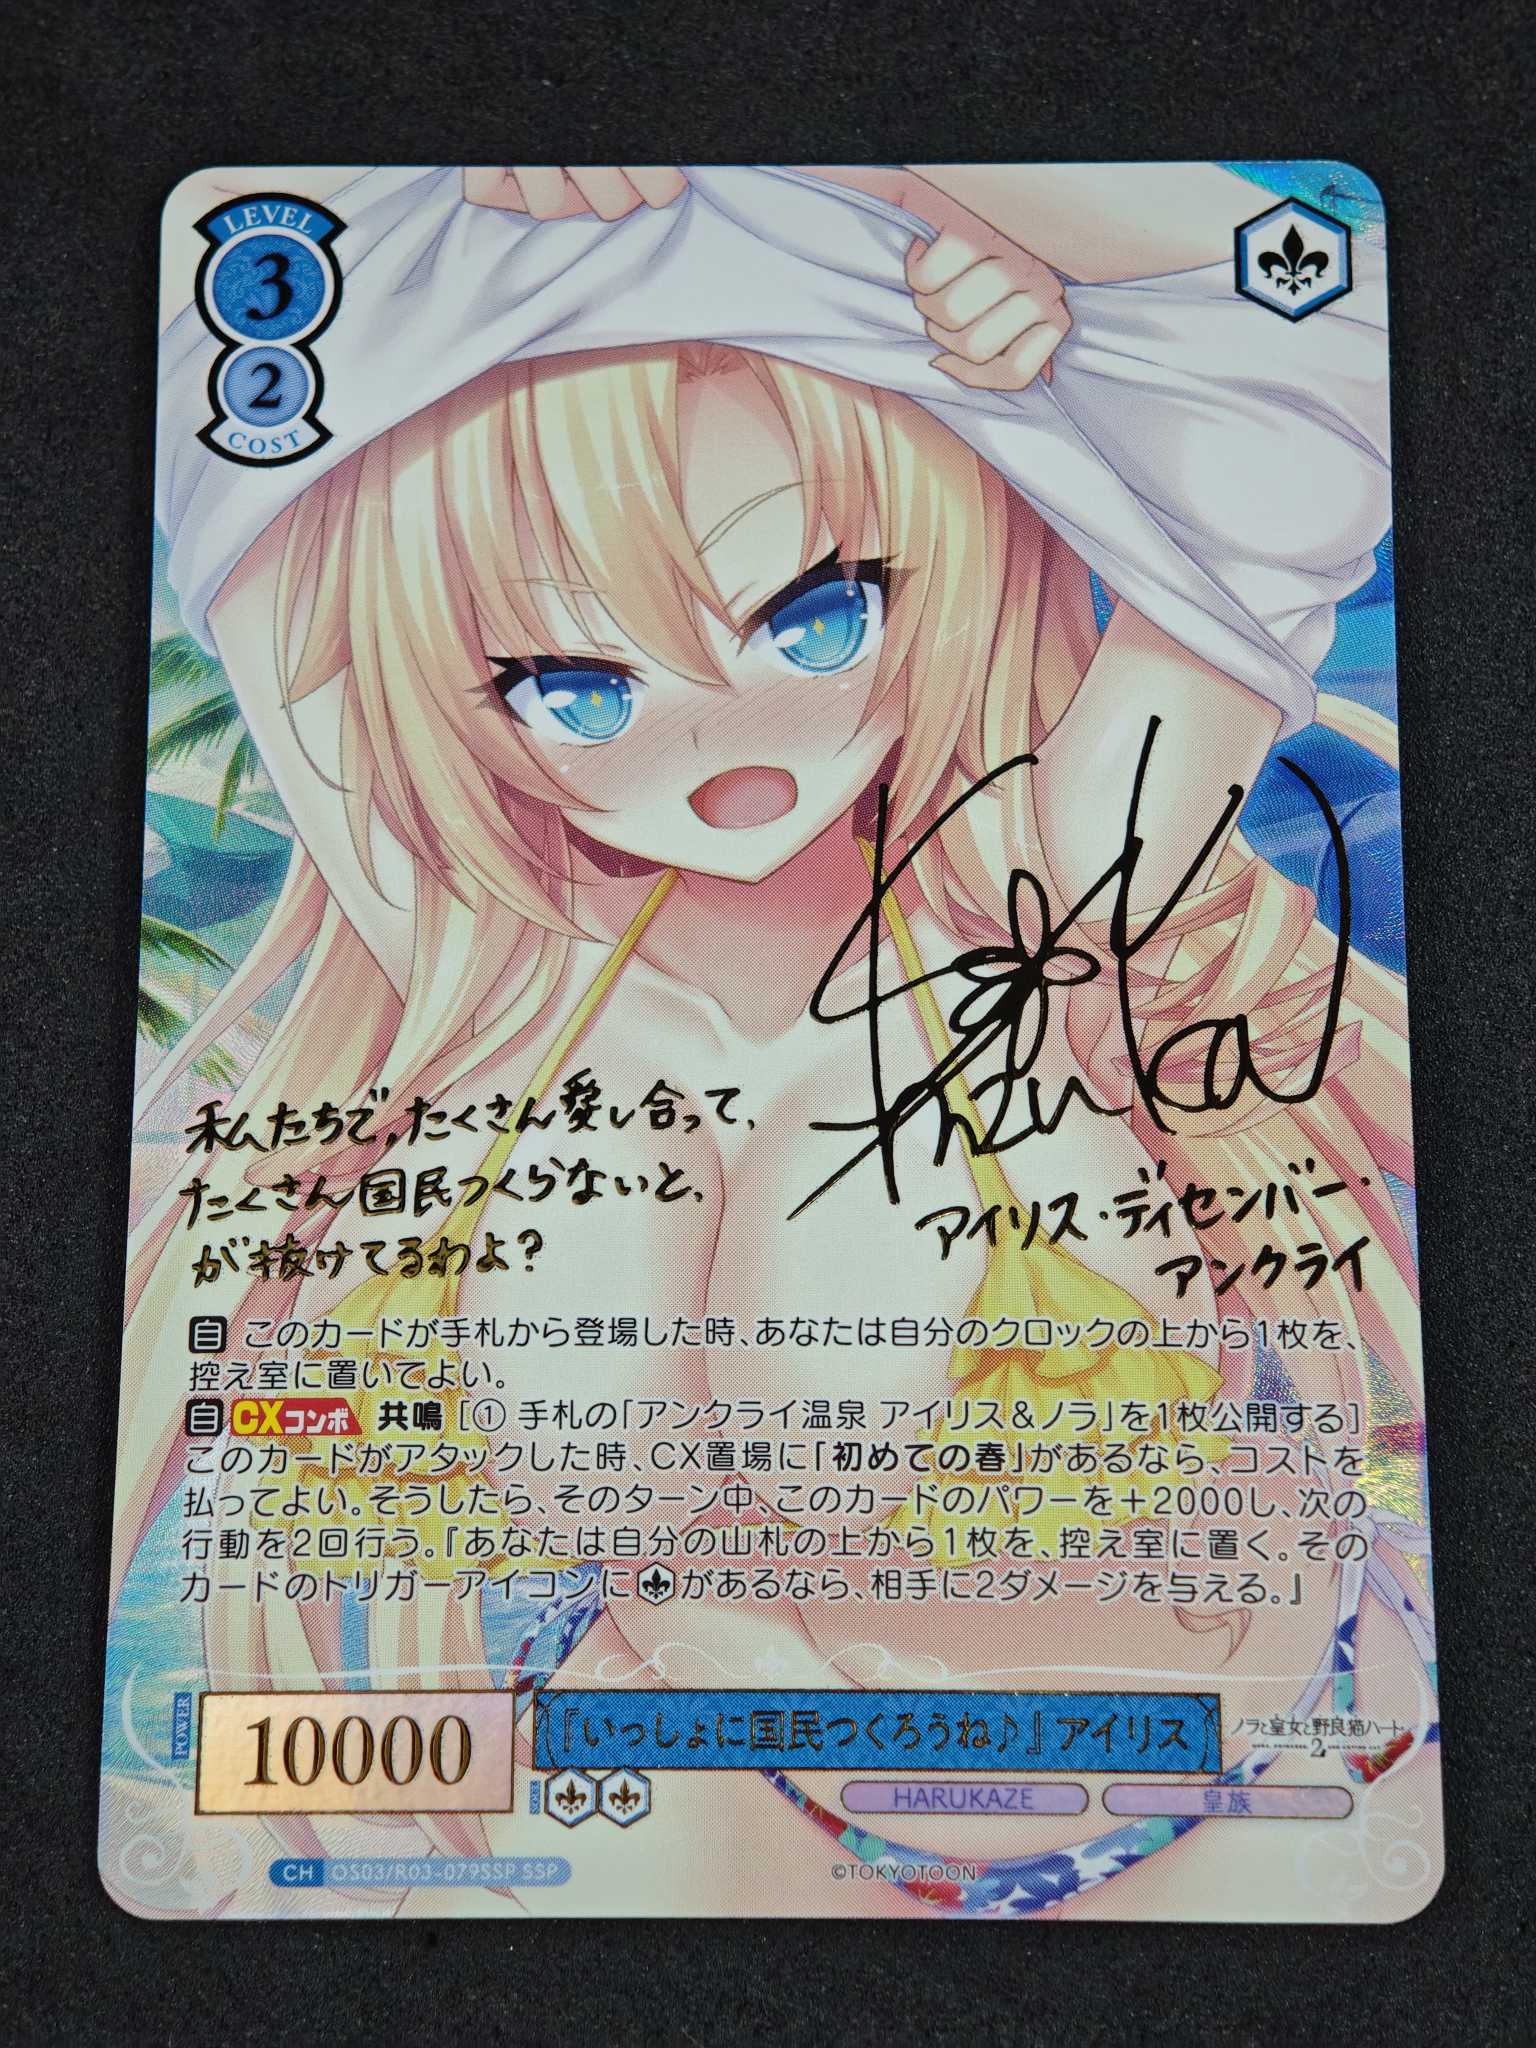 LEVEL
3
2
COST
私たちで、たくさん愛し合って、
たくさん国民つくらないと、
が抜けてるわよ?
Kazuka
アイリス・ディセンバー・
アンクライ
自 このカードが手札から登場した時、あなたは自分のクロックの上から1枚を、
控え室に置いてよい。
自 CXコンボ 共鳴 [① 手札の「アンクライ温泉 アイリス&ノラ」を1枚公開する]
このカードがアタックした時、CX置場に「初めての春」があるなら、コストを
払ってよい。そうしたら、そのターン中、このカードのパワーを+2000し、次の
行動を2回行う。『あなたは自分の山札の上から1枚を、控え室に置く。その
カードのトリガーアイコンにがあるなら、相手に2ダメージを与える。』
POWER
10000
『いっしょに国民つくろうね♪』 アイリス
ノラと皇女と野良猫ハート
2
SOUL
HARUKAZE
皇族
CH OS03/R03-079SSP SSP
©TOKYOTOON